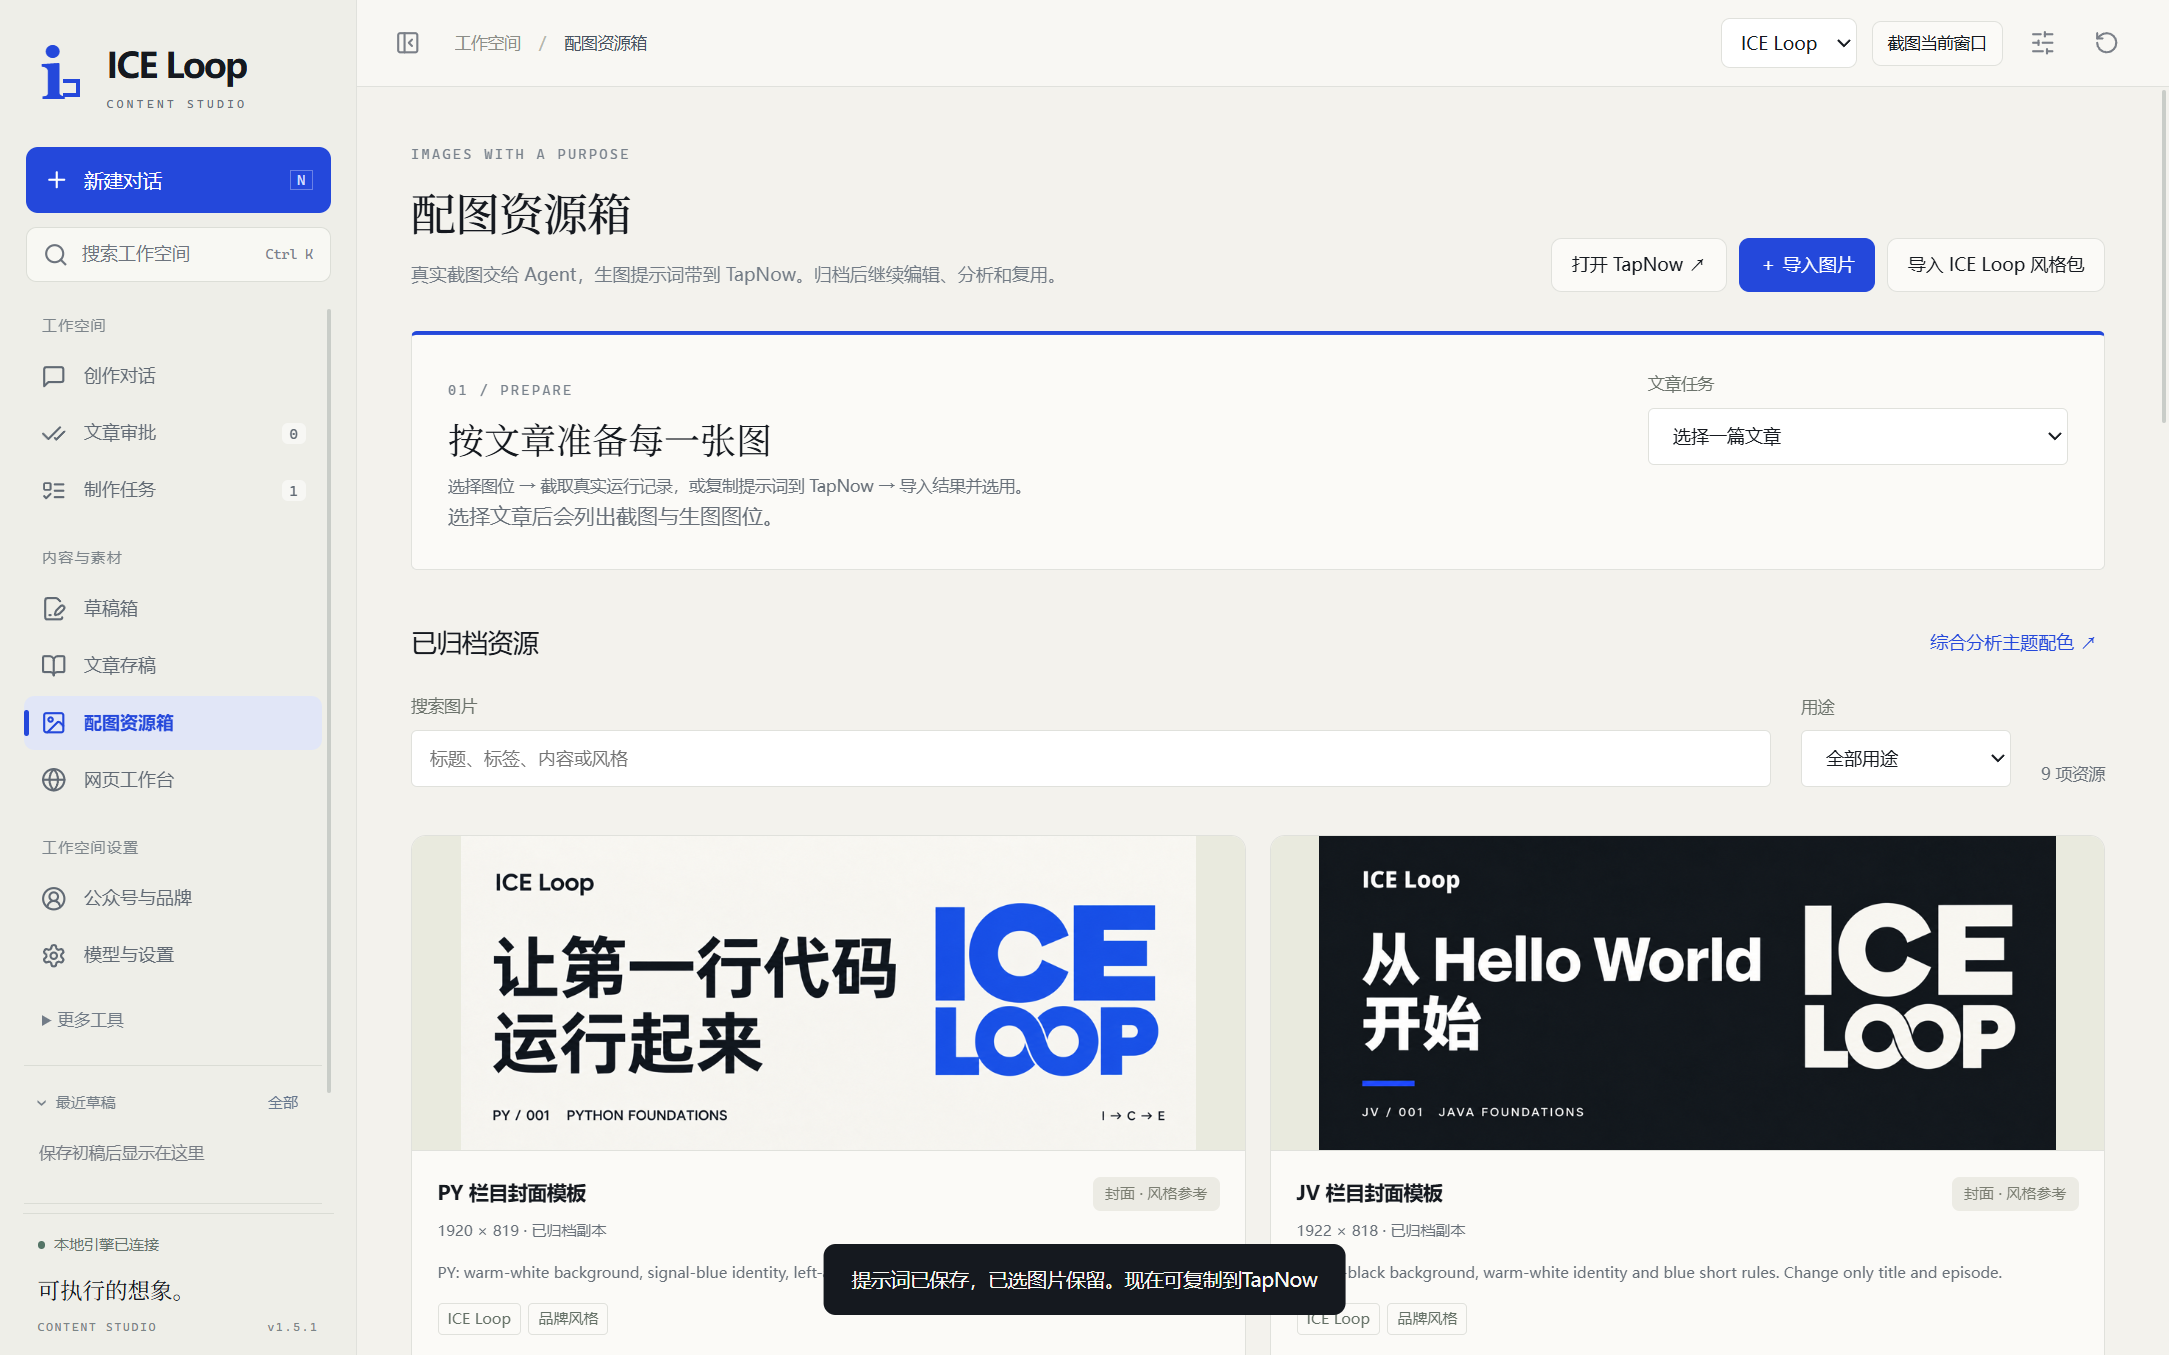 ICE Loop
CONTENT STUDIO
+ 新建对话 N
搜索工作空间 Ctrl K
工作空间
创作对话
文章审批 0
制作任务 1
内容与素材
草稿箱
文章存稿
配图资源箱
网页工作台
工作空间设置
公众号与品牌
模型与设置
更多工具
最近草稿 全部
保存初稿后显示在这里
本地引擎已连接
可执行的想象。
CONTENT STUDIO v1.5.1
工作空间 / 配图资源箱
ICE Loop
截图当前窗口
IMAGES WITH A PURPOSE
配图资源箱
真实截图交给 Agent，生图提示词带到 TapNow。归档后继续编辑、分析和复用。
打开 TapNow ↗
+ 导入图片
导入 ICE Loop 风格包
01 / PREPARE
按文章准备每一张图
选择图位 → 截取真实运行记录，或复制提示词到 TapNow → 导入结果并选用。
选择文章后会列出截图与生图图位。
文章任务
选择一篇文章
已归档资源
综合分析主题配色 ↗
搜索图片
标题、标签、内容或风格
用途
全部用途
9 项资源
ICE Loop
让第一行代码
运行起来
ICE
LOOP
PY / 001 PYTHON FOUNDATIONS
I → C → E
PY 栏目封面模板
封面 · 风格参考
1920 × 819 · 已归档副本
PY: warm-white background, signal-blue identity, left-
ICE Loop
品牌风格
ICE Loop
从 Hello World
开始
ICE
LOOP
JV / 001 JAVA FOUNDATIONS
JV 栏目封面模板
封面 · 风格参考
1922 × 818 · 已归档副本
-black background, warm-white identity and blue short rules. Change only title and episode.
ICE Loop
品牌风格
提示词已保存，已选图片保留。现在可复制到TapNow